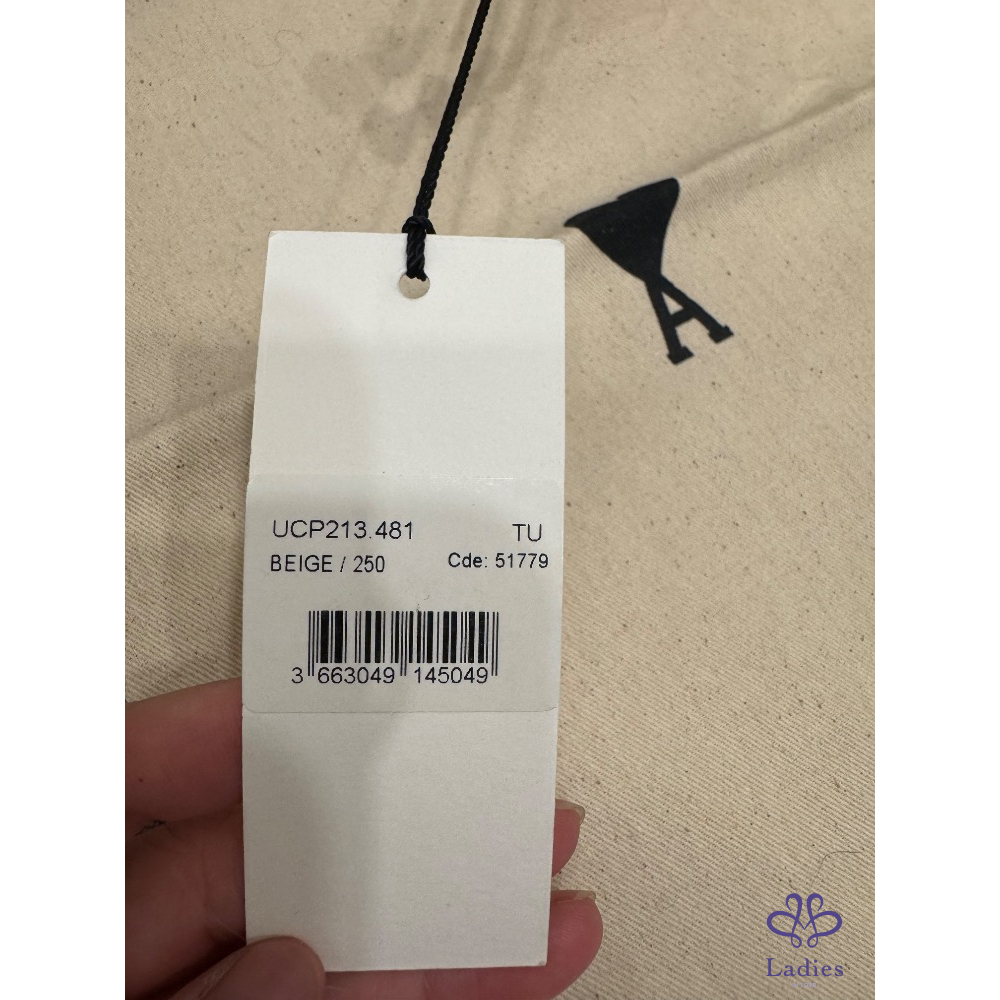 A
UCP213.481 TU
BEIGE / 250 Cde: 51779
3 663049 145049
Ladies